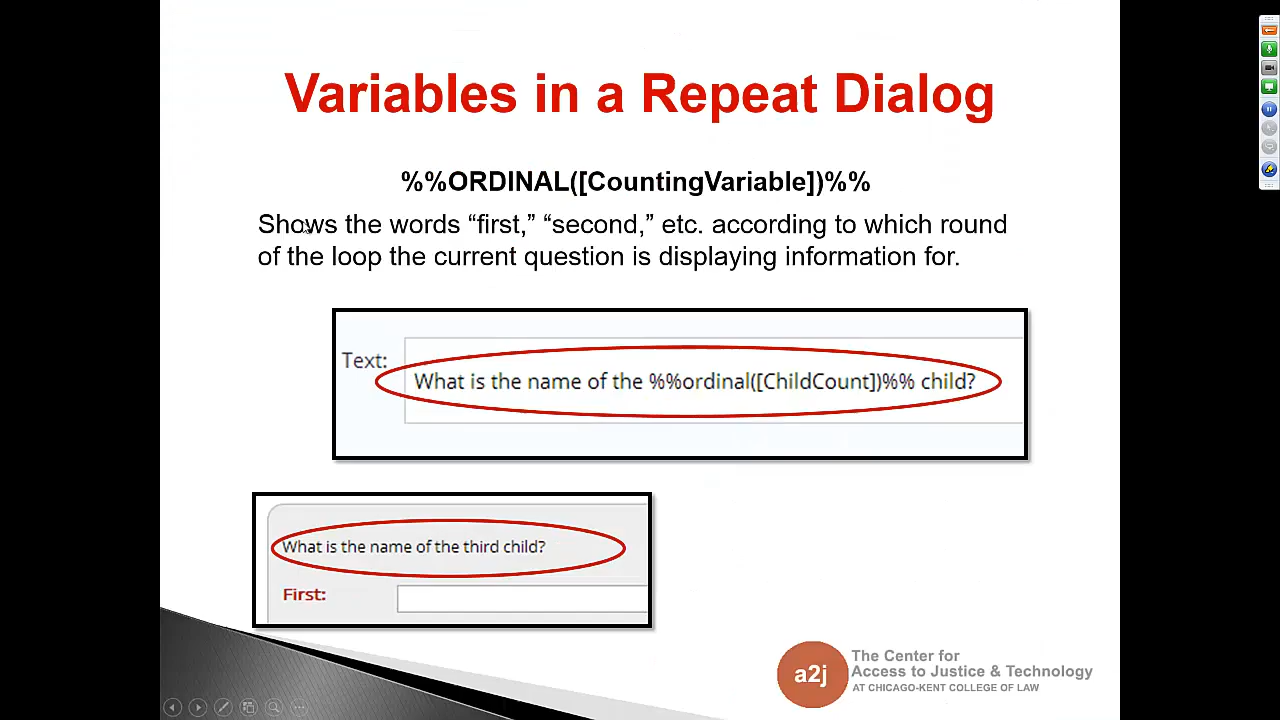 Variables in a Repeat Dialog
%%ORDINAL([CountingVariable])%%
Shows the words “first,” “second,” etc. according to which round
of the loop the current question is displaying information for.
Text:
What is the name of the %%ordinal([ChildCount])%% child?
What is the name of the third child?
First:
a2j
The Center for
Access to Justice & Technology
AT CHICAGO-KENT COLLEGE OF LAW